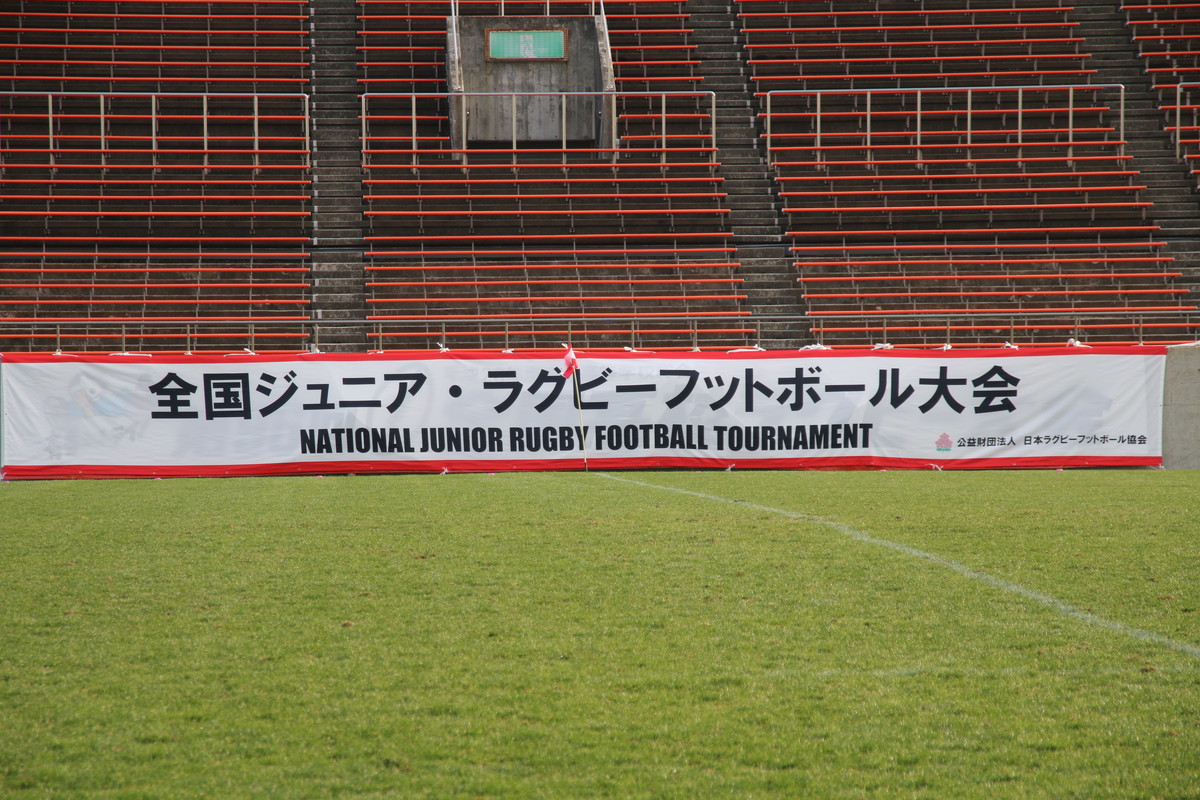 全国ジュニア・ラグビーフットボール大会
NATIONAL JUNIOR RUGBY FOOTBALL TOURNAMENT
公益財団法人 日本ラグビーフットボール協会